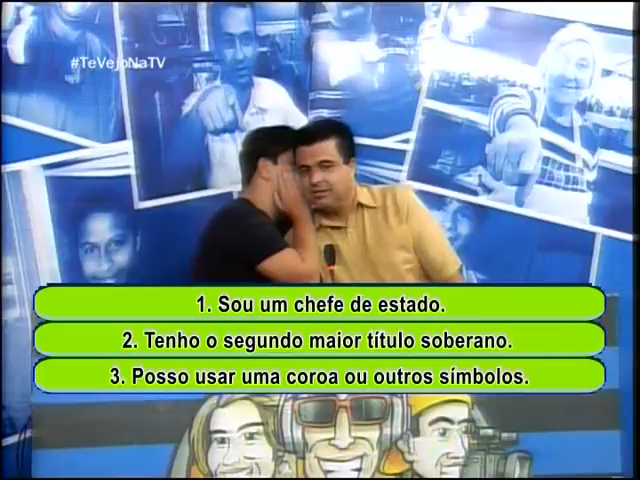 #TeVejoNaTV
1. Sou um chefe de estado.
2. Tenho o segundo maior título soberano.
3. Posso usar uma coroa ou outros símbolos.